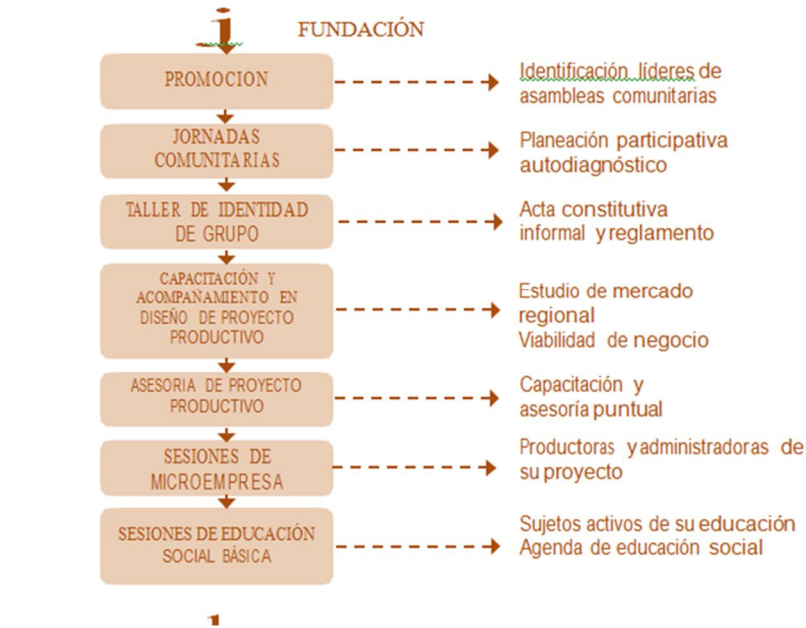 FUNDACIÓN
PROMOCION
Identificación líderes de
asambleas comunitarias
JORNADAS
COMUNITARIAS
Planeación participativa
autodiagnóstico
TALLER DE IDENTIDAD
DE GRUPO
Acta constitutiva
informal y reglamento
CAPACITACIÓN Y
ACOMPAÑAMIENTO EN
DISEÑO DE PROYECTO
PRODUCTIVO
Estudio de mercado
regional
Viabilidad de negocio
ASESORIA DE PROYECTO
PRODUCTIVO
Capacitación y
asesoría puntual
SESIONES DE
MICROEMPRESA
Productoras y administradoras de
su proyecto
SESIONES DE EDUCACIÓN
SOCIAL BÁSICA
Sujetos activos de su educación
Agenda de educación social